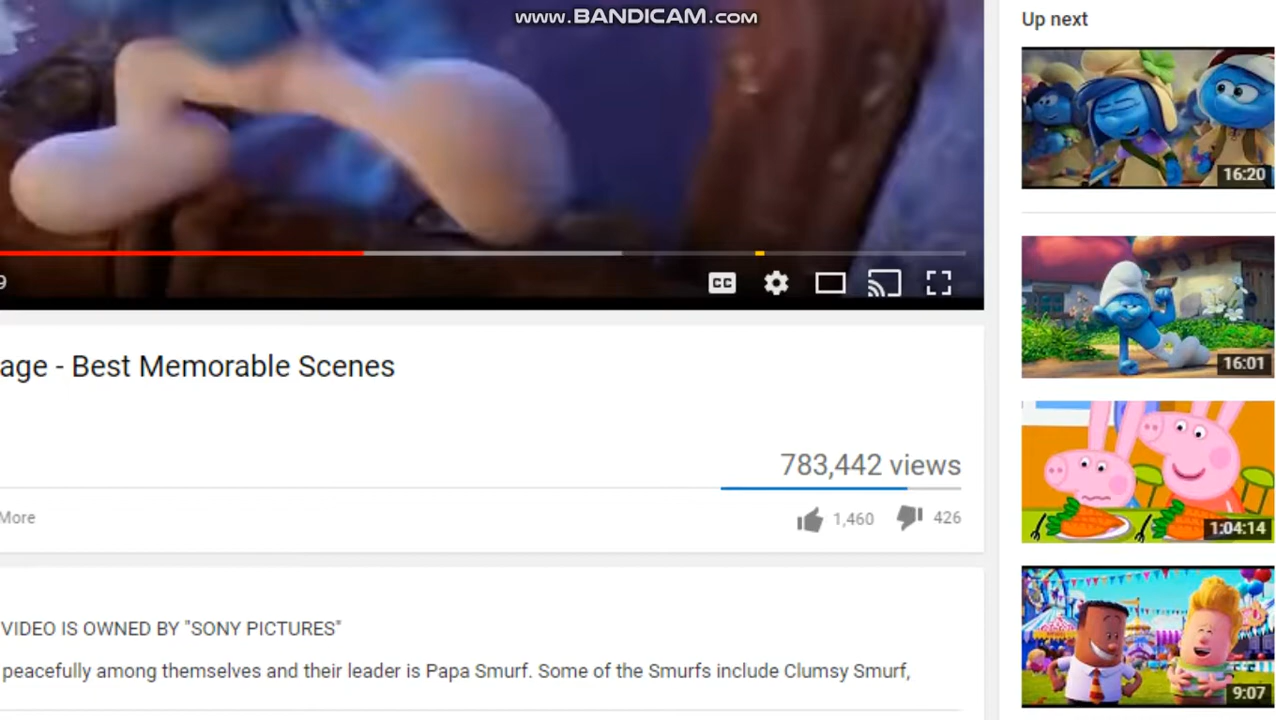 www.BANDICAM.com
Up next
16:20
9
CC
16:01
age - Best Memorable Scenes
783,442 views
More
1,460
426
1:04:14
VIDEO IS OWNED BY "SONY PICTURES"
peacefully among themselves and their leader is Papa Smurf. Some of the Smurfs include Clumsy Smurf,
9:07